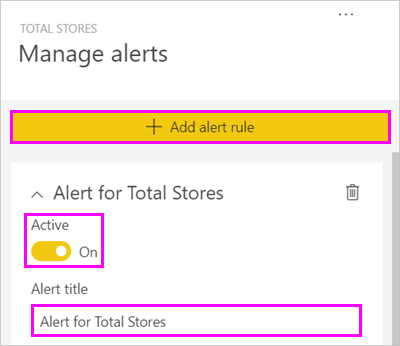 TOTAL STORES
Manage alerts
Add alert rule
Alert for Total Stores
Active
On
Alert title
Alert for Total Stores